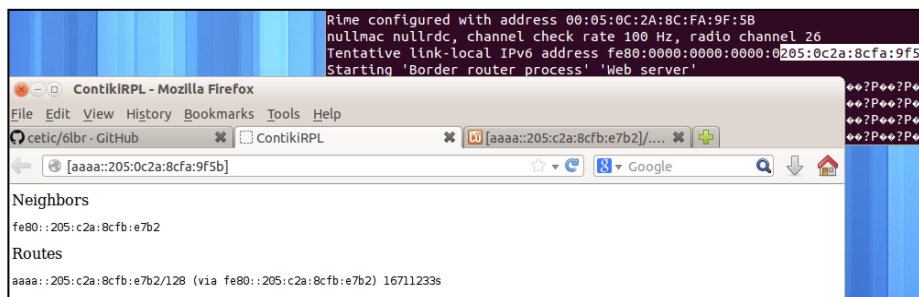 Rime configured with address 00:05:0C:2A:8C:FA:9F:5B
nullmac nullrdc, channel check rate 100 Hz, radio channel 26
Tentative link-local IPv6 address fe80:0000:0000:0000:0205:0c2a:8cfa:9f5
Starting 'Border router process' 'Web server'
ContikiRPL - Mozilla Firefox
File Edit View History Bookmarks Tools Help
cetic/6lbr · GitHub ContikiRPL [aaaa::205:c2a:8cfb:e7b2]/....
[aaaa::205:0c2a:8cfa:9f5b] Google
Neighbors
fe80::205:c2a:8cfb:e7b2
Routes
aaaa::205:c2a:8cfb:e7b2/128 (via fe80::205:c2a:8cfb:e7b2) 16711233s